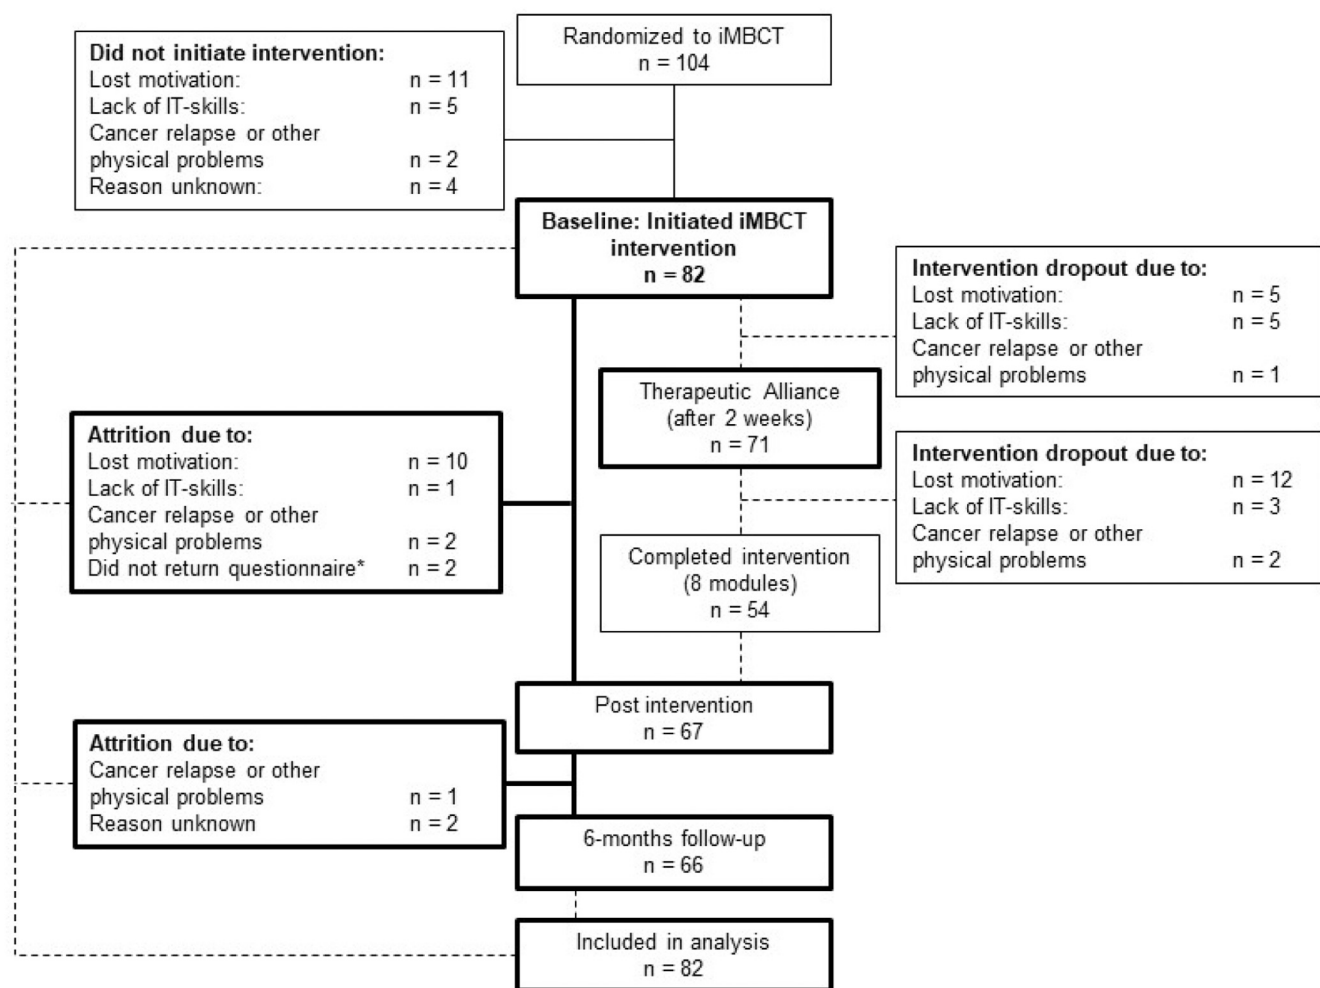 Randomized to iMBCT
n = 104
Did not initiate intervention:
Lost motivation: n = 11
Lack of IT-skills: n = 5
Cancer relapse or other
physical problems n = 2
Reason unknown: n = 4
Baseline: Initiated iMBCT
intervention
n = 82
Intervention dropout due to:
Lost motivation: n = 5
Lack of IT-skills: n = 5
Cancer relapse or other
physical problems n = 1
Therapeutic Alliance
(after 2 weeks)
n = 71
Attrition due to:
Lost motivation: n = 10
Lack of IT-skills: n = 1
Cancer relapse or other
physical problems n = 2
Did not return questionnaire* n = 2
Intervention dropout due to:
Lost motivation: n = 12
Lack of IT-skills: n = 3
Cancer relapse or other
physical problems n = 2
Completed intervention
(8 modules)
n = 54
Post intervention
n = 67
Attrition due to:
Cancer relapse or other
physical problems n = 1
Reason unknown n = 2
6-months follow-up
n = 66
Included in analysis
n = 82